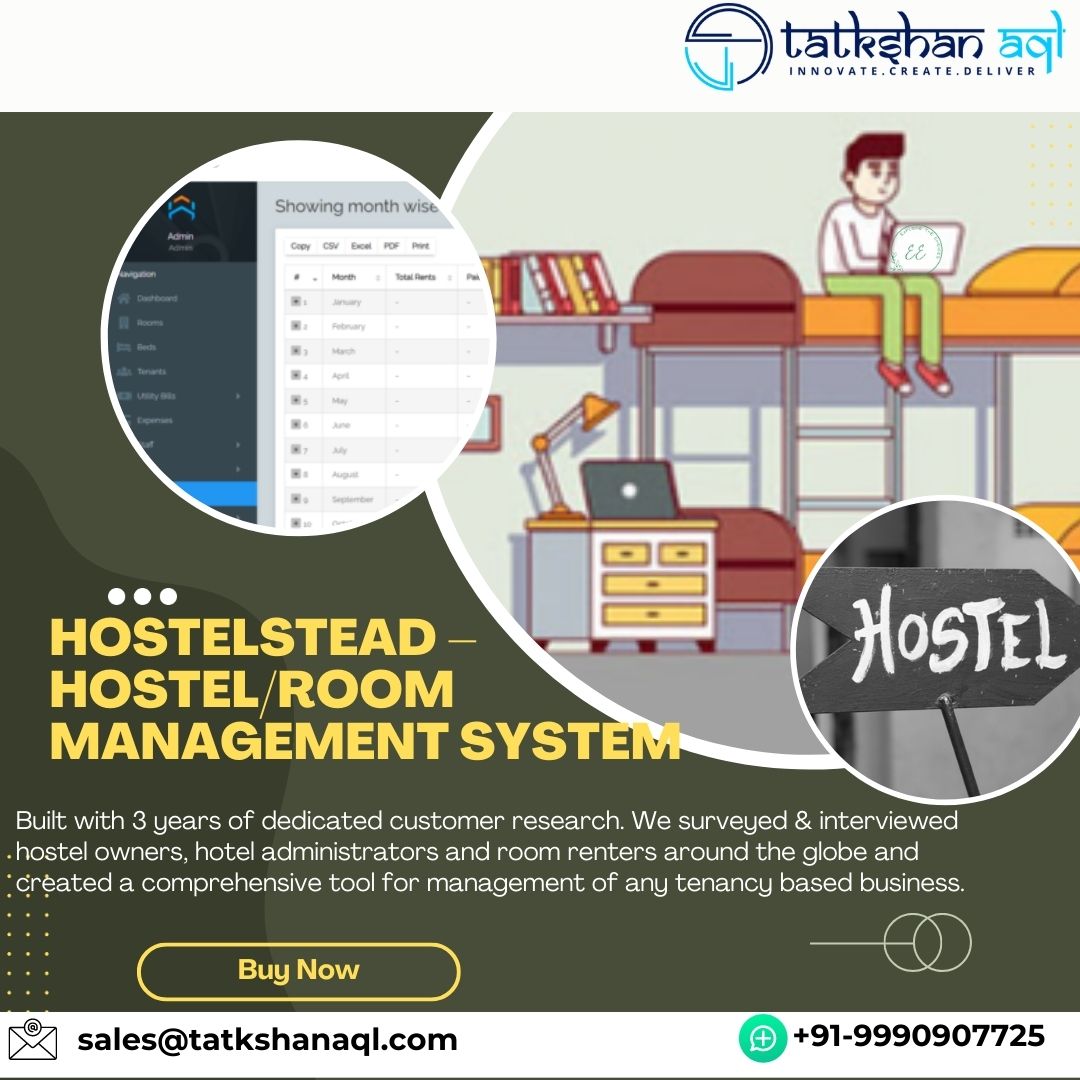 tatkshan aql
INNOVATE.CREATE.DELIVER
Admin
Admin
Navigation
Dashboard
Rooms
Beds
Tenants
Utility Bills
Expenses
Showing month wise
Copy CSV Excel PDF Print
# Month Total Rents
1 January -
2 February -
3 March -
4 April -
5 May -
6 June -
7 July -
8 August -
9 September -
10
EE
HOSTEL
HOSTELSTEAD –
HOSTEL/ROOM
MANAGEMENT SYSTEM
Built with 3 years of dedicated customer research. We surveyed & interviewed
hostel owners, hotel administrators and room renters around the globe and
created a comprehensive tool for management of any tenancy based business.
Buy Now
@
sales@tatkshanaql.com
+91-9990907725